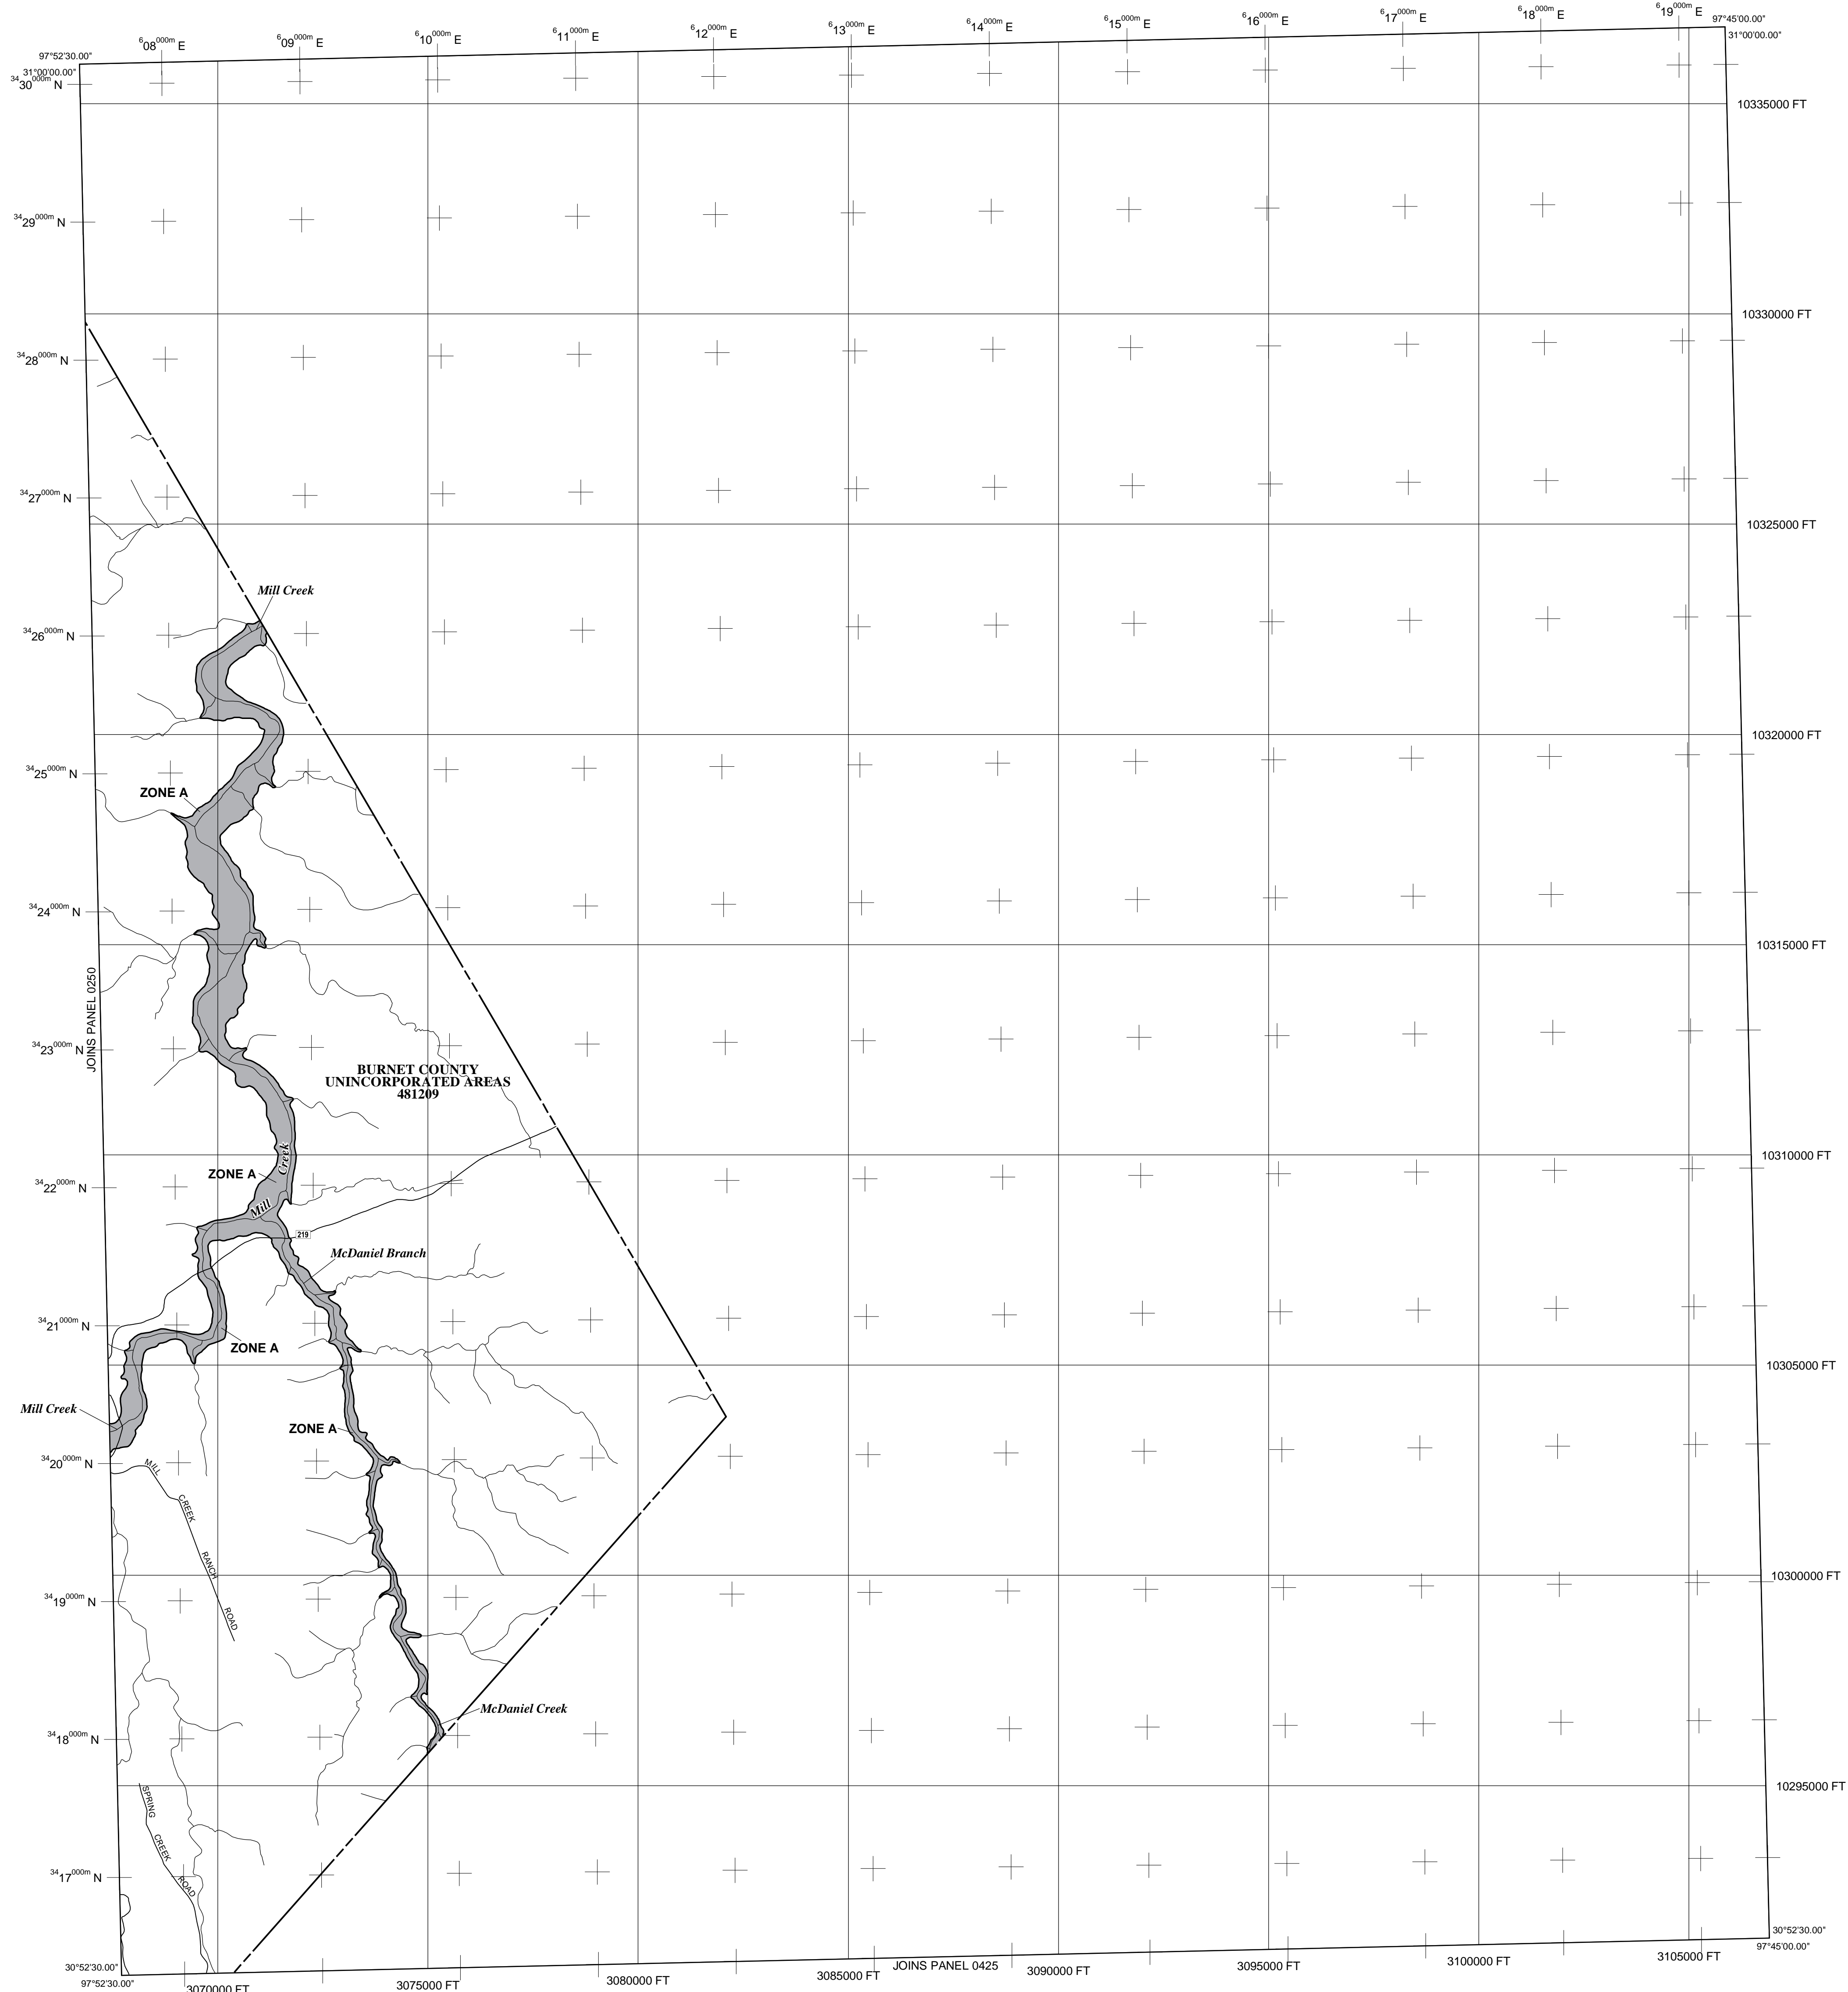 608000m E
609000m E
610000m E
611000m E
612000m E
613000m E
614000m E
615000m E
616000m E
617000m E
618000m E
619000m E
97°52'30.00"
97°45'00.00"
31°00'00.00"
31°00'00.00"
3430000m N
10335000 FT
3429000m N
10330000 FT
3428000m N
3427000m N
10325000 FT
Mill Creek
3426000m N
10320000 FT
3425000m N
ZONE A
3424000m N
10315000 FT
JOINS PANEL 0250
3423000m N
BURNET COUNTY
UNINCORPORATED AREAS
481209
10310000 FT
Creek
ZONE A
3422000m N
Mill
219
McDaniel Branch
3421000m N
ZONE A
10305000 FT
Mill Creek
ZONE A
3420000m N
MILL
CREEK
RANCH
ROAD
10300000 FT
3419000m N
McDaniel Creek
3418000m N
10295000 FT
SPRING
CREEK
ROAD
3417000m N
30°52'30.00"
97°45'00.00"
30°52'30.00"
97°52'30.00"
3070000 FT
3075000 FT
3080000 FT
3085000 FT
JOINS PANEL 0425
3090000 FT
3095000 FT
3100000 FT
3105000 FT